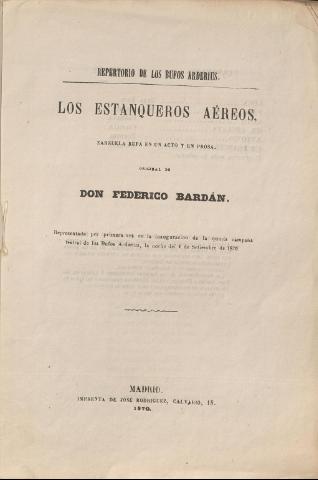 REPERTORIO DE LOS BUFOS ARDERIUS.
LOS ESTANQUEROS AÉREOS,
ZARZUELA BUFA EN UN ACTO Y EN PROSA,
ORIGINAL DE
DON FEDERICO BARDÁN.
Representada por primera vez en la inauguracion de la quinta campaña
teatral de los Bufos Arderius, la noche del de Setiembre de 1870
MADRID.
IMPRENTA DE JOSÉ RODRIGUEZ, CALVARIO, 18.
1870.